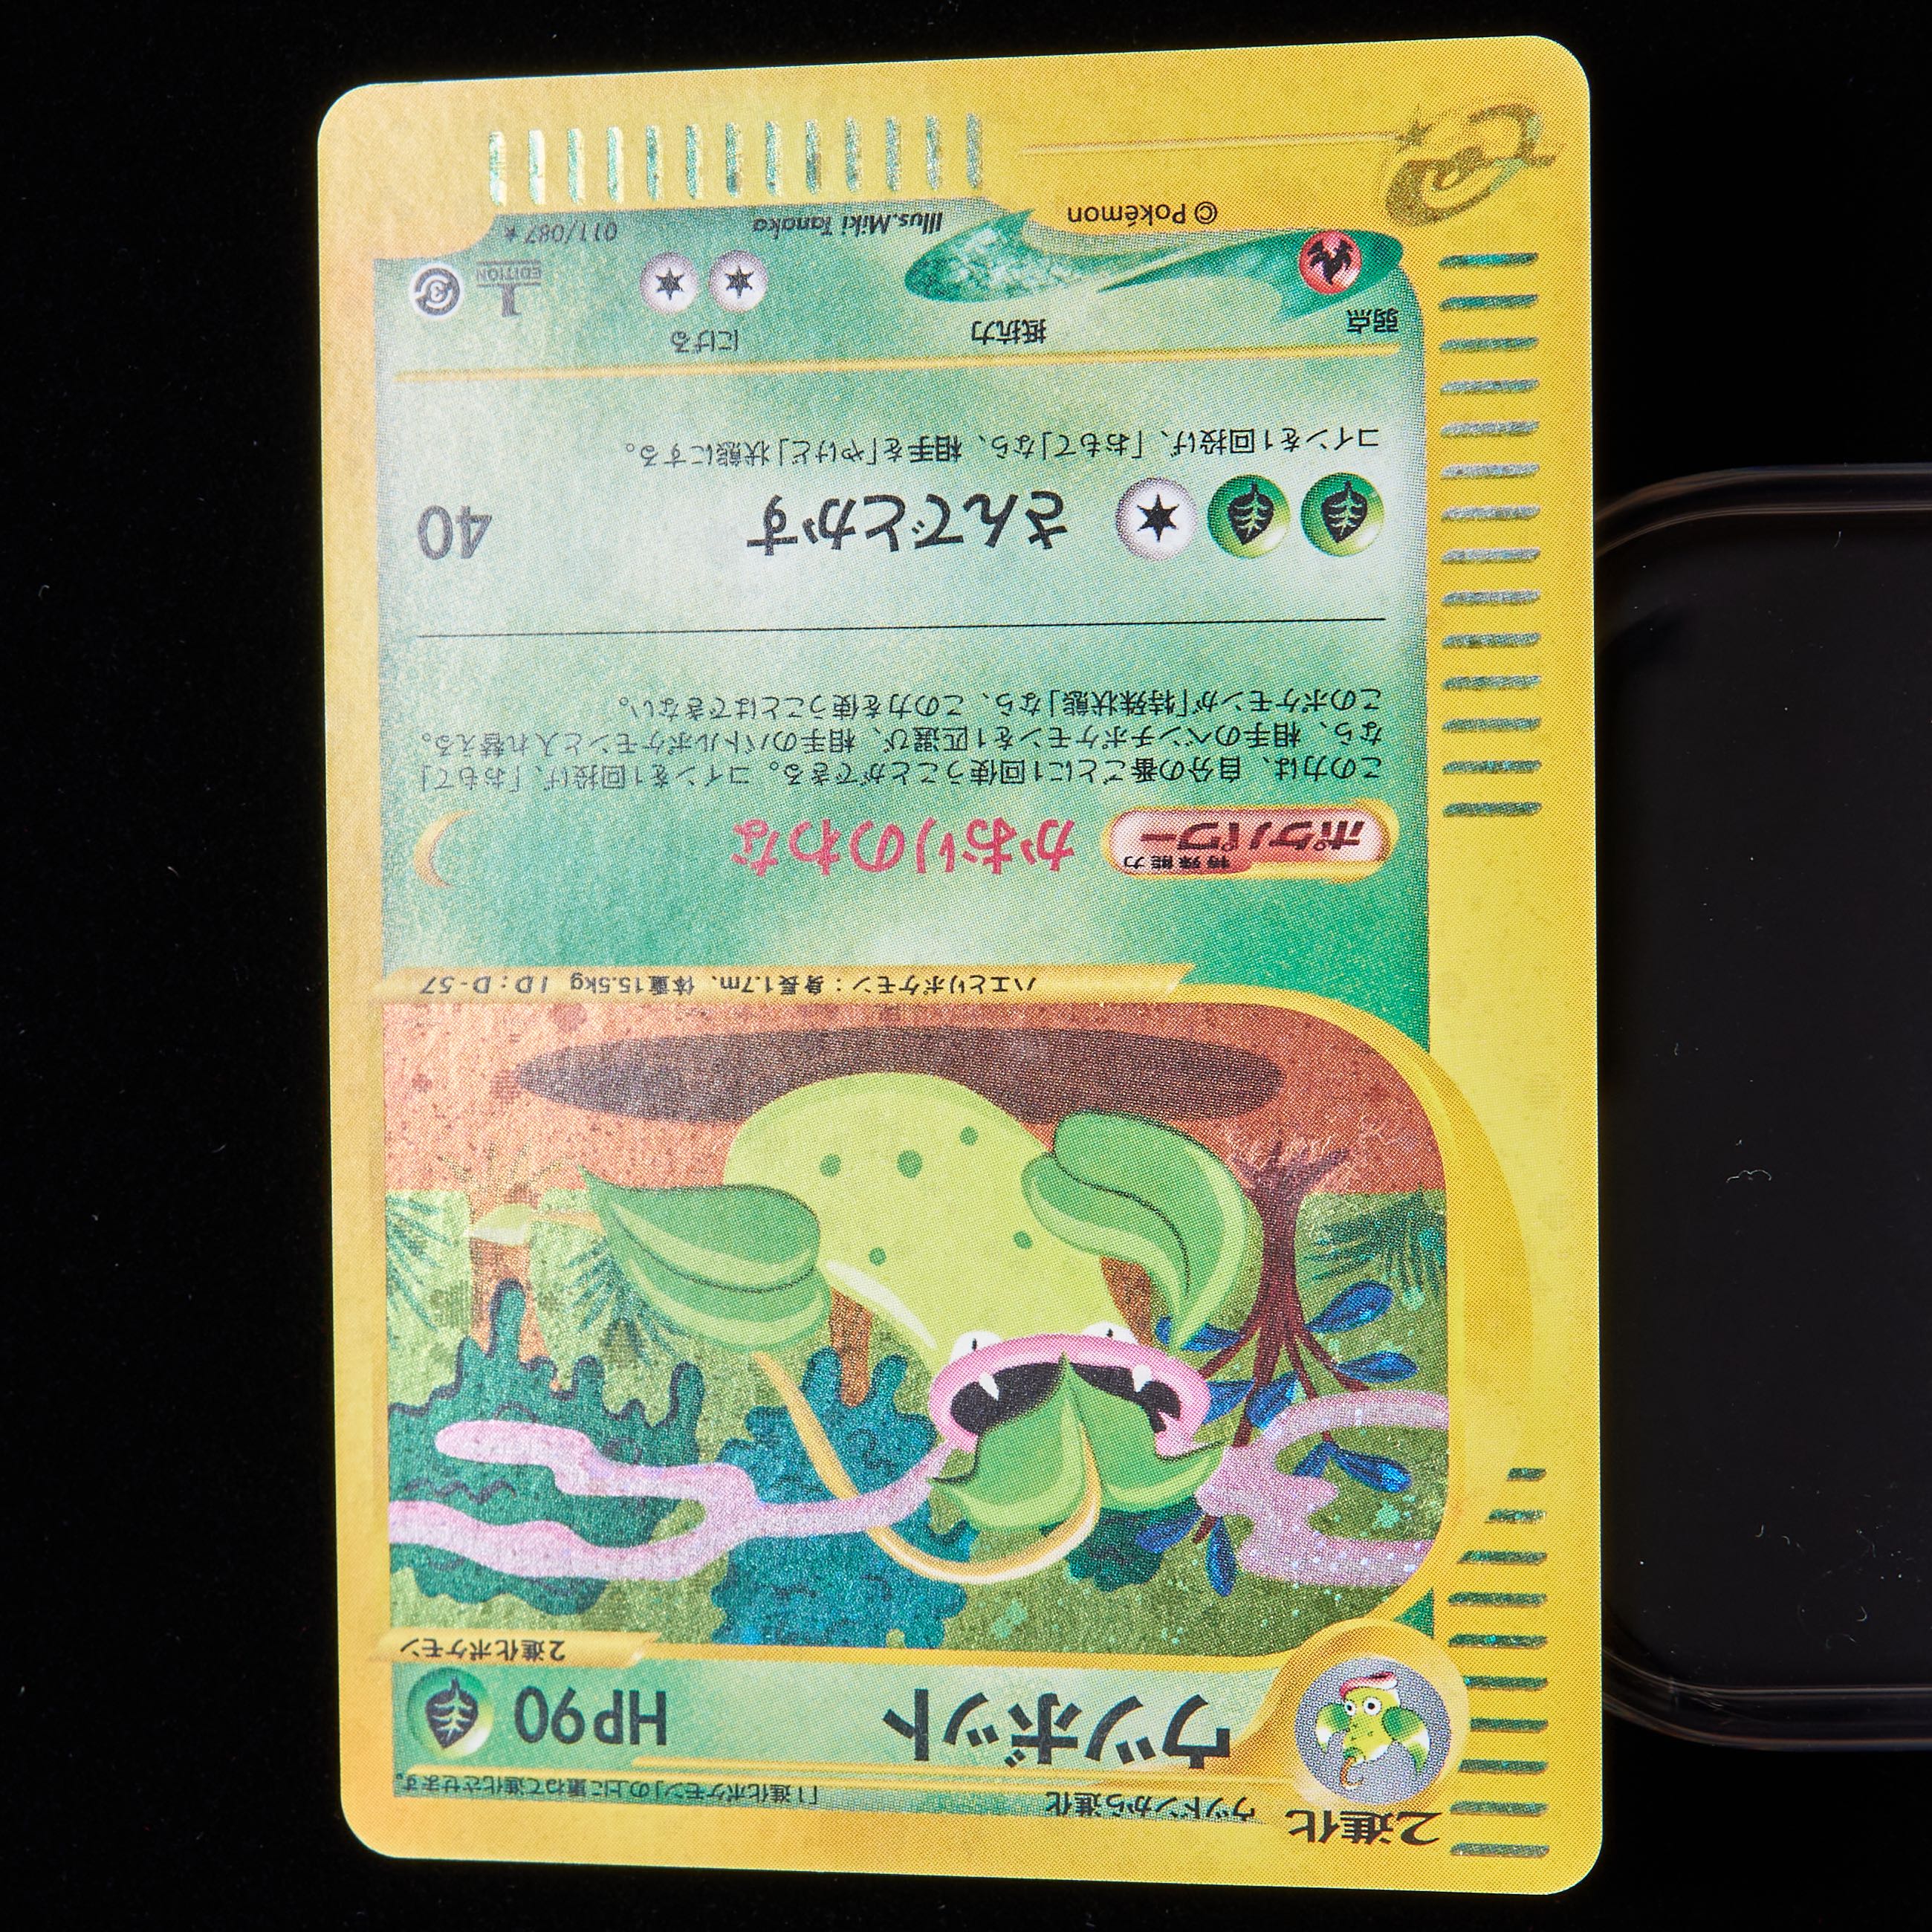 2進化
ウツドンから進化
「1進化ポケモン」の上に重ねて進化させます。
ウツボット
HP90
2進化ポケモン
ハエとりポケモン:身長1.7m、体重15.5kg ID:D-57
特殊能力
ポケパワー
かおりのわな
この力は、自分の番ごとに1回使うことができる。コインを1回投げ、「おもて」
なら、相手のベンチポケモンを1匹選び、相手のバトルポケモンと入れ替える。
このポケモンが「特殊状態」なら、この力を使うことはできない。
さんでとかす
40
コインを1回投げ、「おもて」なら、相手を「やけど」状態にする。
弱点
抵抗力
にげる
1
EDITION
© Pokémon
Illus.Miki Tanaka
011/087★